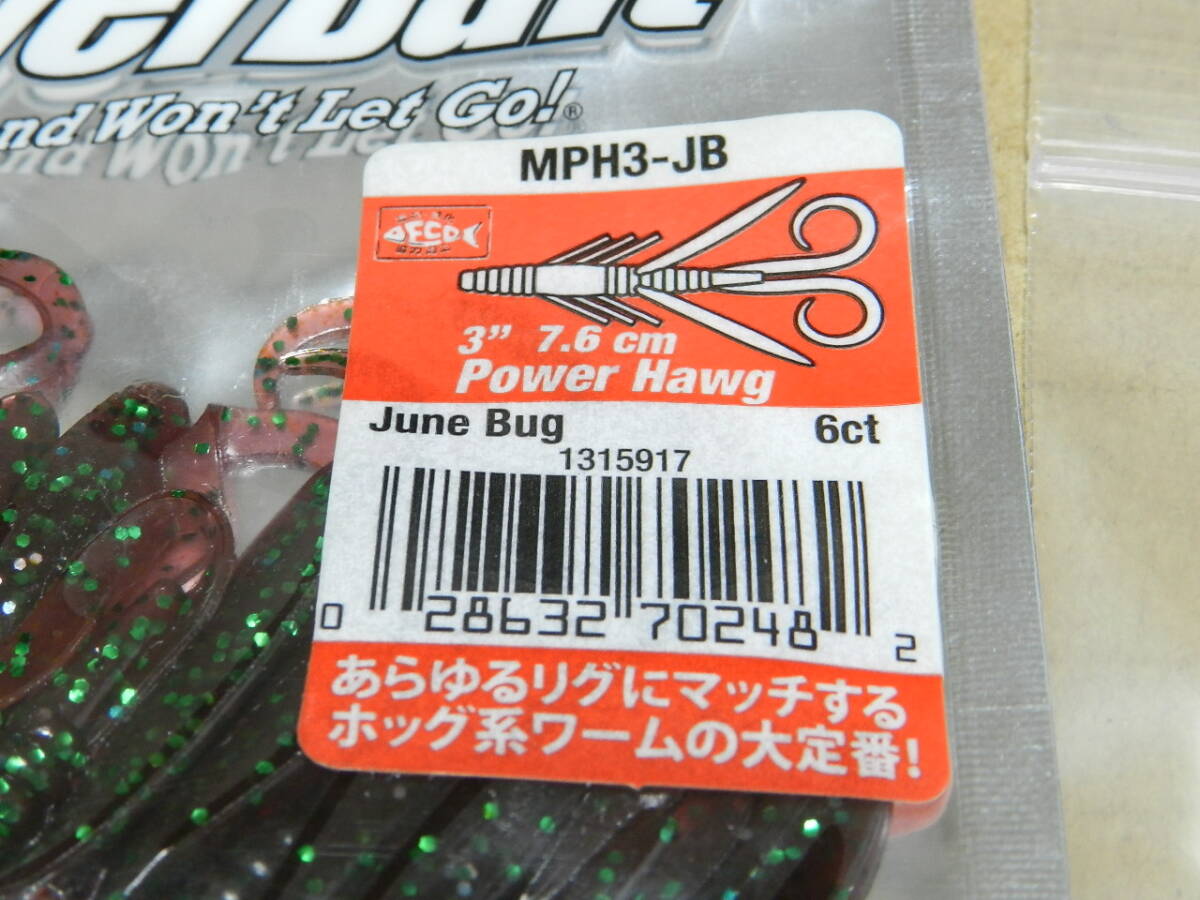 nd Won't Let Go!®
MPH3-JB
3" 7.6 cm
Power Hawg
June Bug 6ct
1315917
0 28632 70248 2
あらゆるリグにマッチする
ホッグ系ワームの大定番!